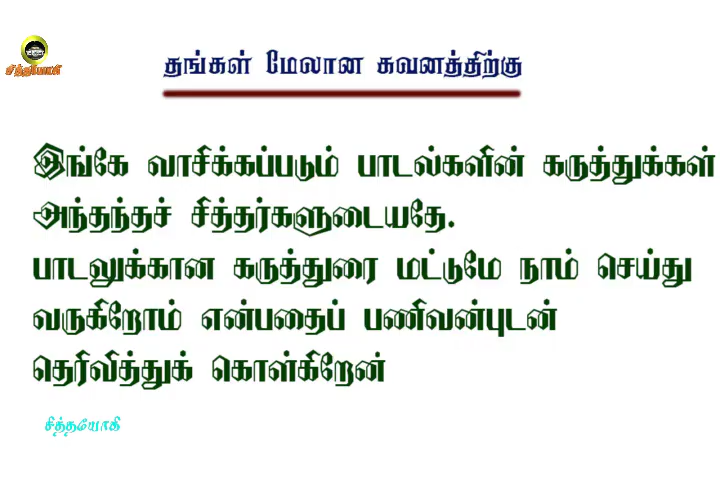 சித்தயோகி
தங்கள் மேலான கவனத்திற்கு
இங்கே வாசிக்கப்படும் பாடல்களின் கருத்துக்கள்
அந்தந்தச் சித்தர்களுடையதே.
பாடலுக்கான கருத்துரை மட்டுமே நாம் செய்து
வருகிறோம் என்பதைப் பணிவன்புடன்
தெரிவித்துக் கொள்கிறேன்
சித்தயோகி